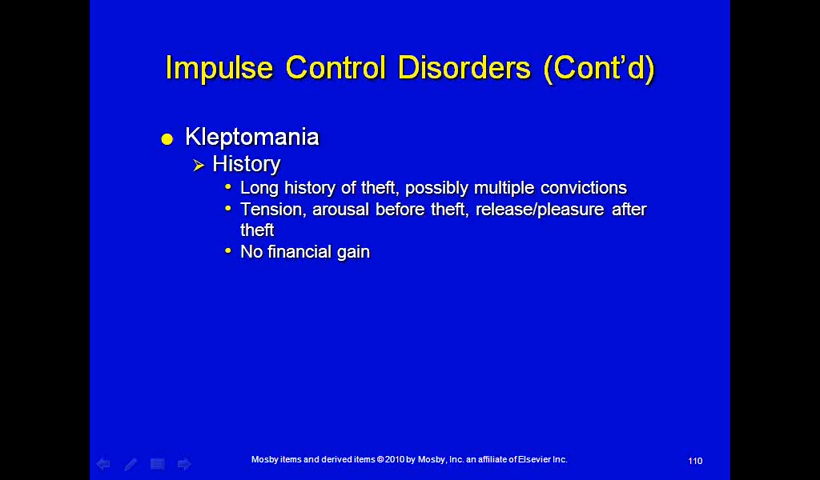 Impulse Control Disorders (Cont’d)
Kleptomania
History
Long history of theft, possibly multiple convictions
Tension, arousal before theft, release/pleasure after
theft
No financial gain
Mosby items and derived items © 2010 by Mosby, Inc. an affiliate of Elsevier Inc.
110